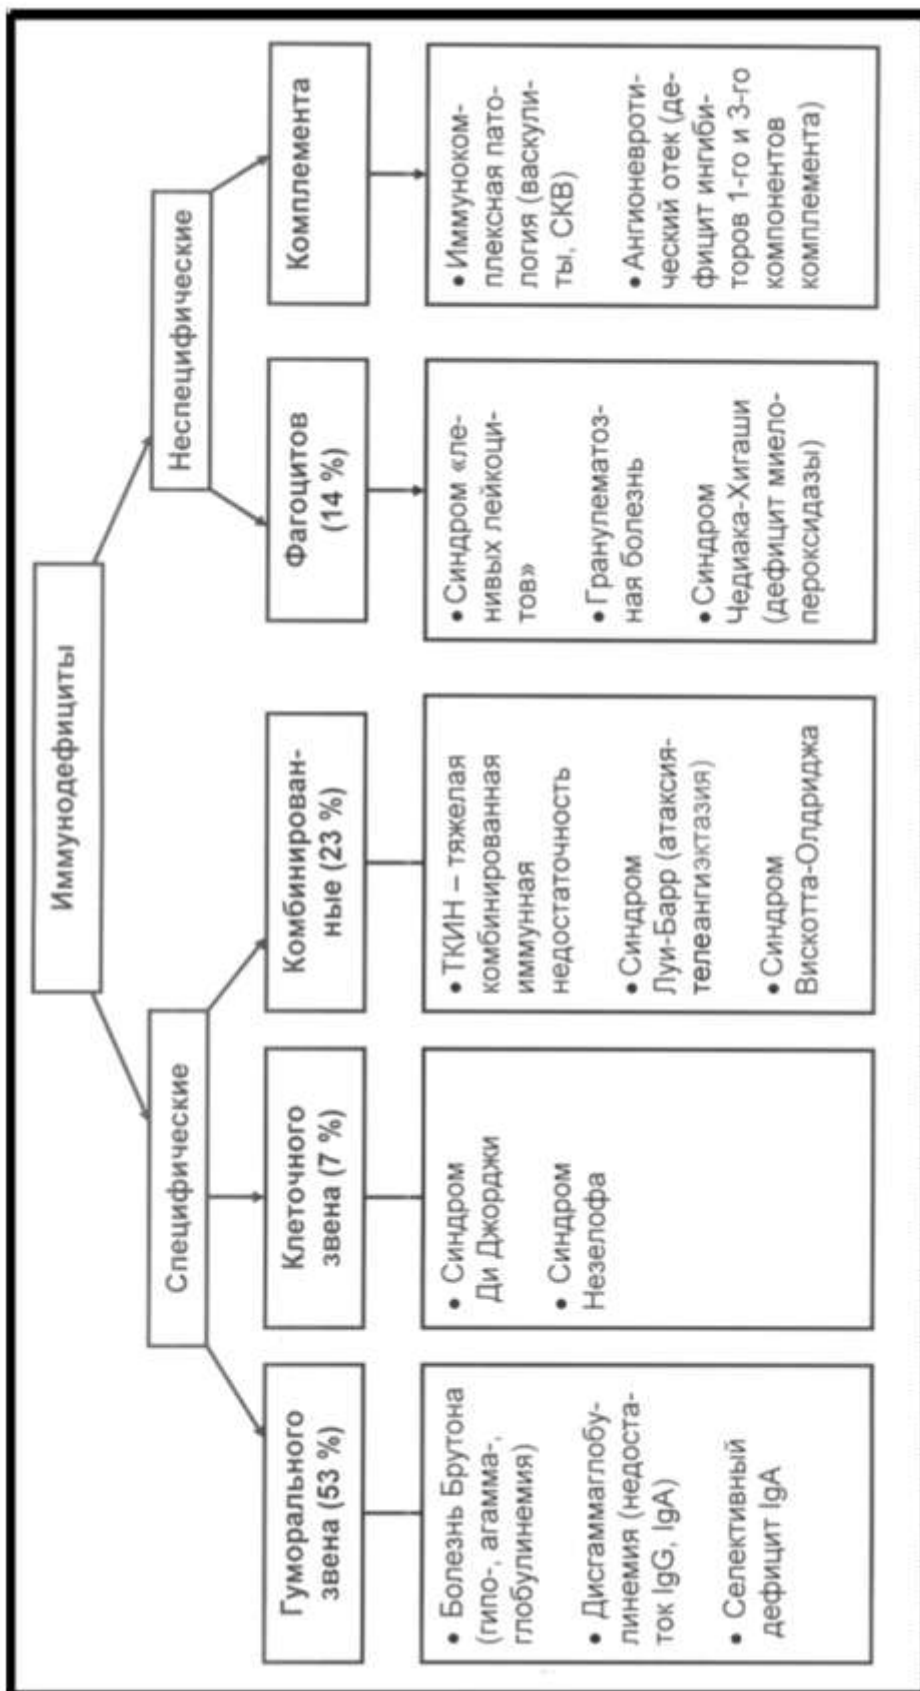 Иммунодефициты
Специфические
Неспецифические
Гуморального
звена (53 %)
Клеточного
звена (7 %)
Комбинирован-
ные (23 %)
Фагоцитов
(14 %)
Комплемента
• Болезнь Брутона
(гипо-, агамма-,
глобулинемия)
• Дисгаммаглобу-
линемия (недоста-
ток IgG, IgA)
• Селективный
дефицит IgA
• Синдром
Ди Джорджи
• Синдром
Незелофа
• ТКИН – тяжелая
комбинированная
иммунная
недостаточность
• Синдром
Луи-Барр (атаксия-
телеангиэктазия)
• Синдром
Вискотта-Олдриджа
• Синдром «ле-
нивых лейкоци-
тов»
• Гранулематоз-
ная болезнь
• Синдром
Чедиака-Хигаши
(дефицит миело-
пероксидазы)
• Иммуноком-
плексная пато-
логия (васкули-
ты, СКВ)
• Ангионевроти-
ческий отек (де-
фицит ингиби-
торов 1-го и 3-го
компонентов
комплемента)